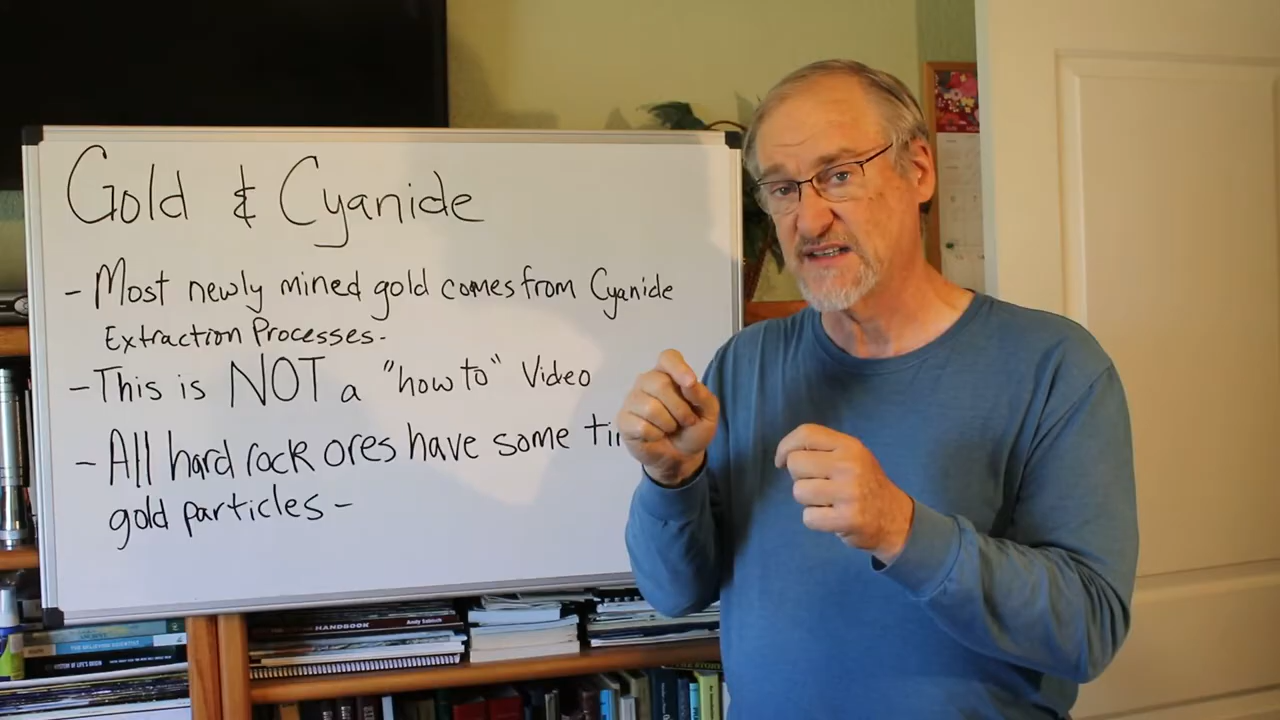 Gold & Cyanide
- Most newly mined gold comes from Cyanide
Extraction Processes.
- This is NOT a "how to" Video
- All hard rock ores have some
gold particles -
HANDBOOK